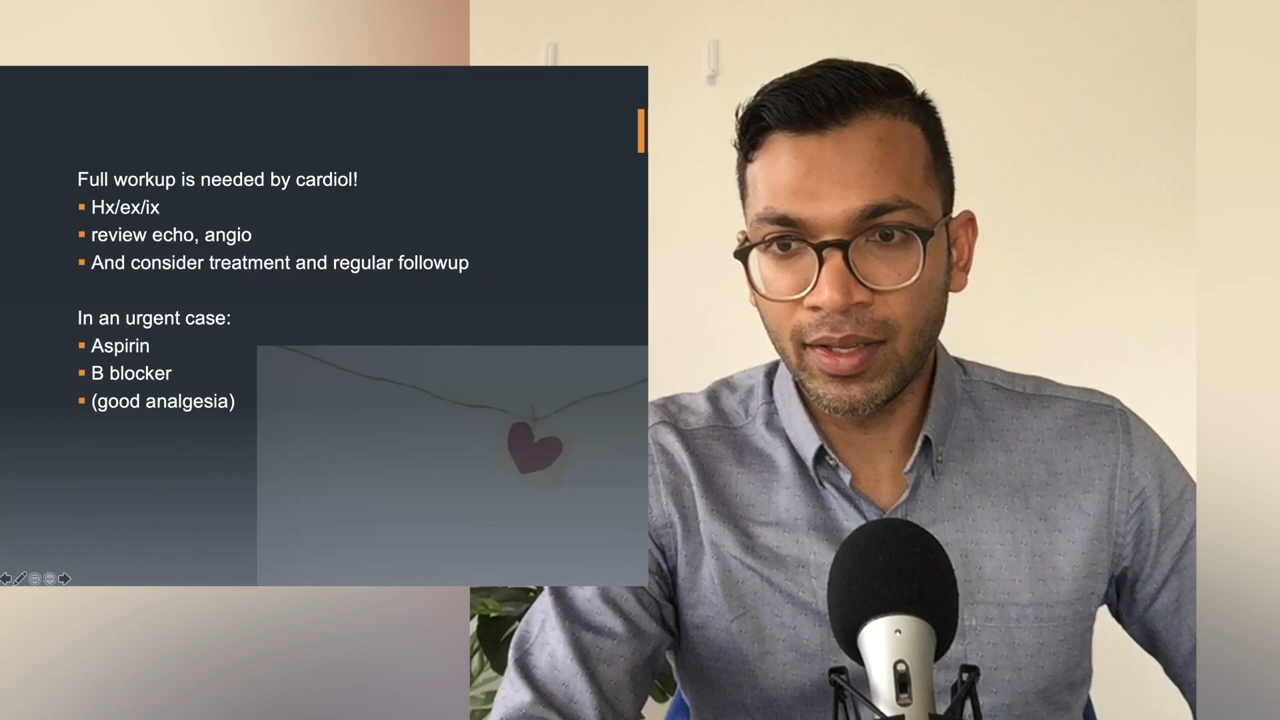 Full workup is needed by cardiol!
Hx/ex/ix
review echo, angio
And consider treatment and regular followup
In an urgent case:
Aspirin
B blocker
(good analgesia)